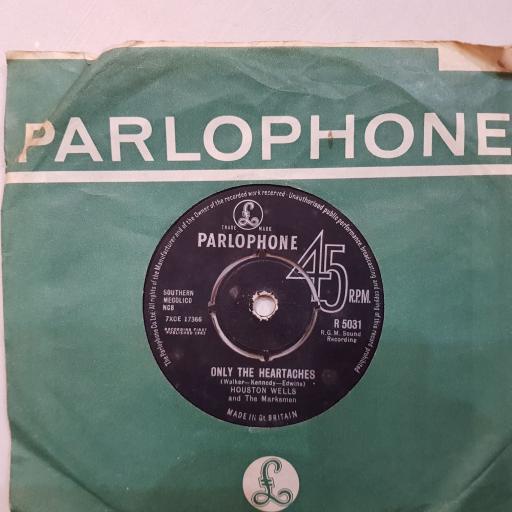 PARLOPHONE
The Parlophone Co. Ltd. All rights of the Manufacturer and of the Owner of the recorded work reserved · Unauthorised public performance, broadcasting and copying of this record prohibited
TRADE MARK
PARLOPHONE
45
R.P.M.
SOUTHERN
MECOLICO
NCB
7XCE 17366
RECORDING FIRST
PUBLISHED 1963
R 5031
R.G.M. Sound
Recording
ONLY THE HEARTACHES
(Walker—Kennedy—Edwins)
HOUSTON WELLS
and The Marksmen
MADE IN GT. BRITAIN
£